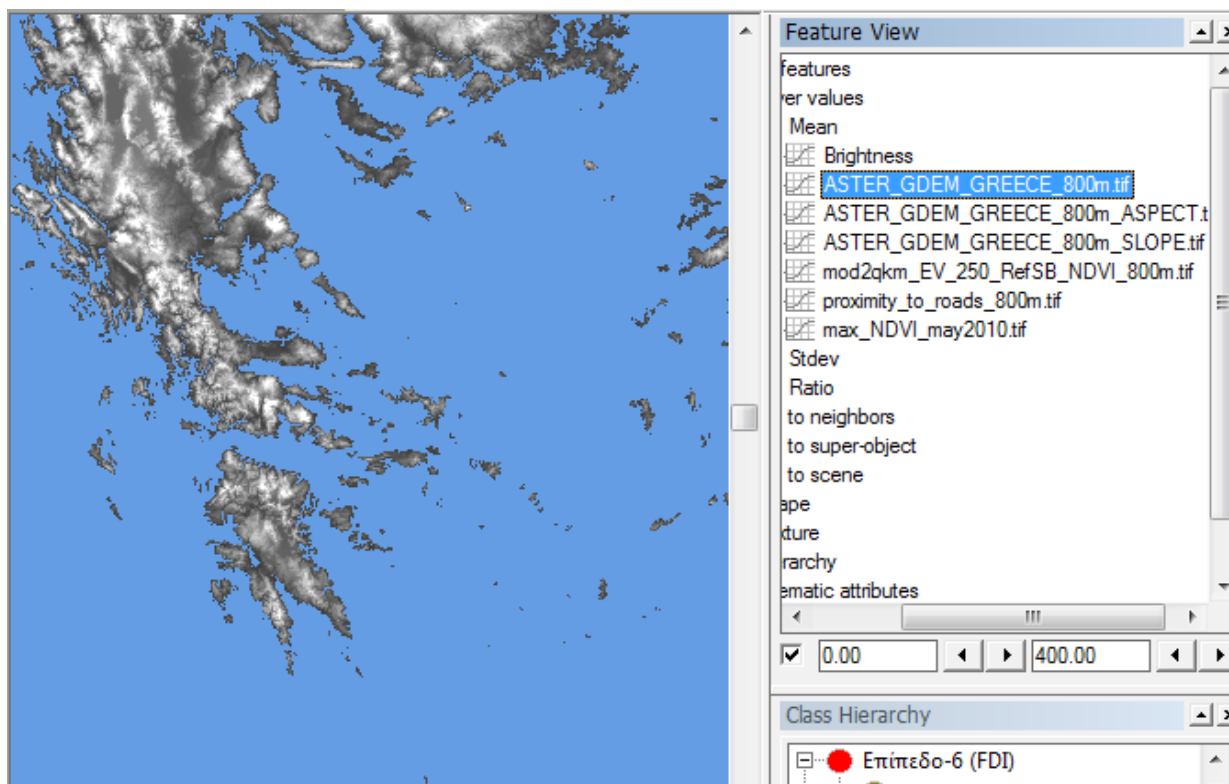 Feature View
features
er values
Mean
Brightness
ASTER_GDEM_GREECE_800m.tif
ASTER_GDEM_GREECE_800m_ASPECT.t
ASTER_GDEM_GREECE_800m_SLOPE.tif
mod2qkm_EV_250_RefSB_NDVI_800m.tif
proximity_to_roads_800m.tif
max_NDVI_may2010.tif
Stdev
Ratio
to neighbors
to super-object
to scene
ape
xture
rarchy
ematic attributes
0.00 400.00
Class Hierarchy
Επίπεδο-6 (FDI)